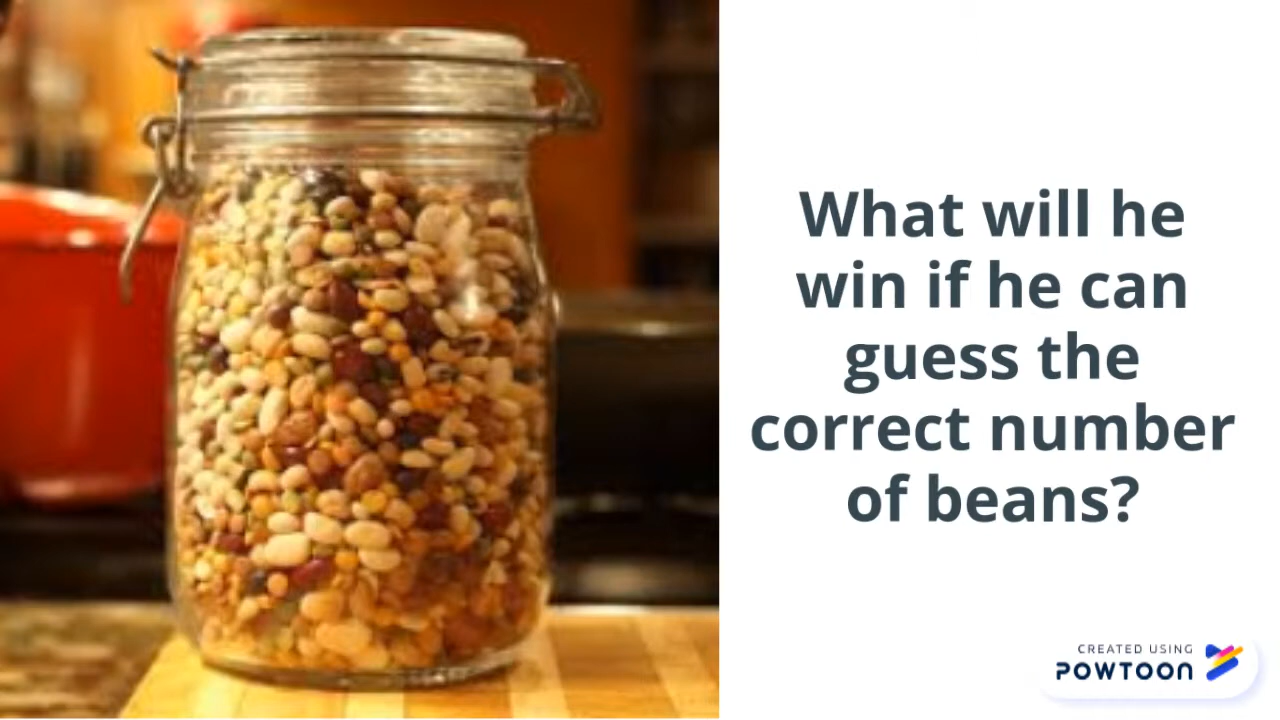 What will he
win if he can
guess the
correct number
of beans?
CREATED USING
POWTOON